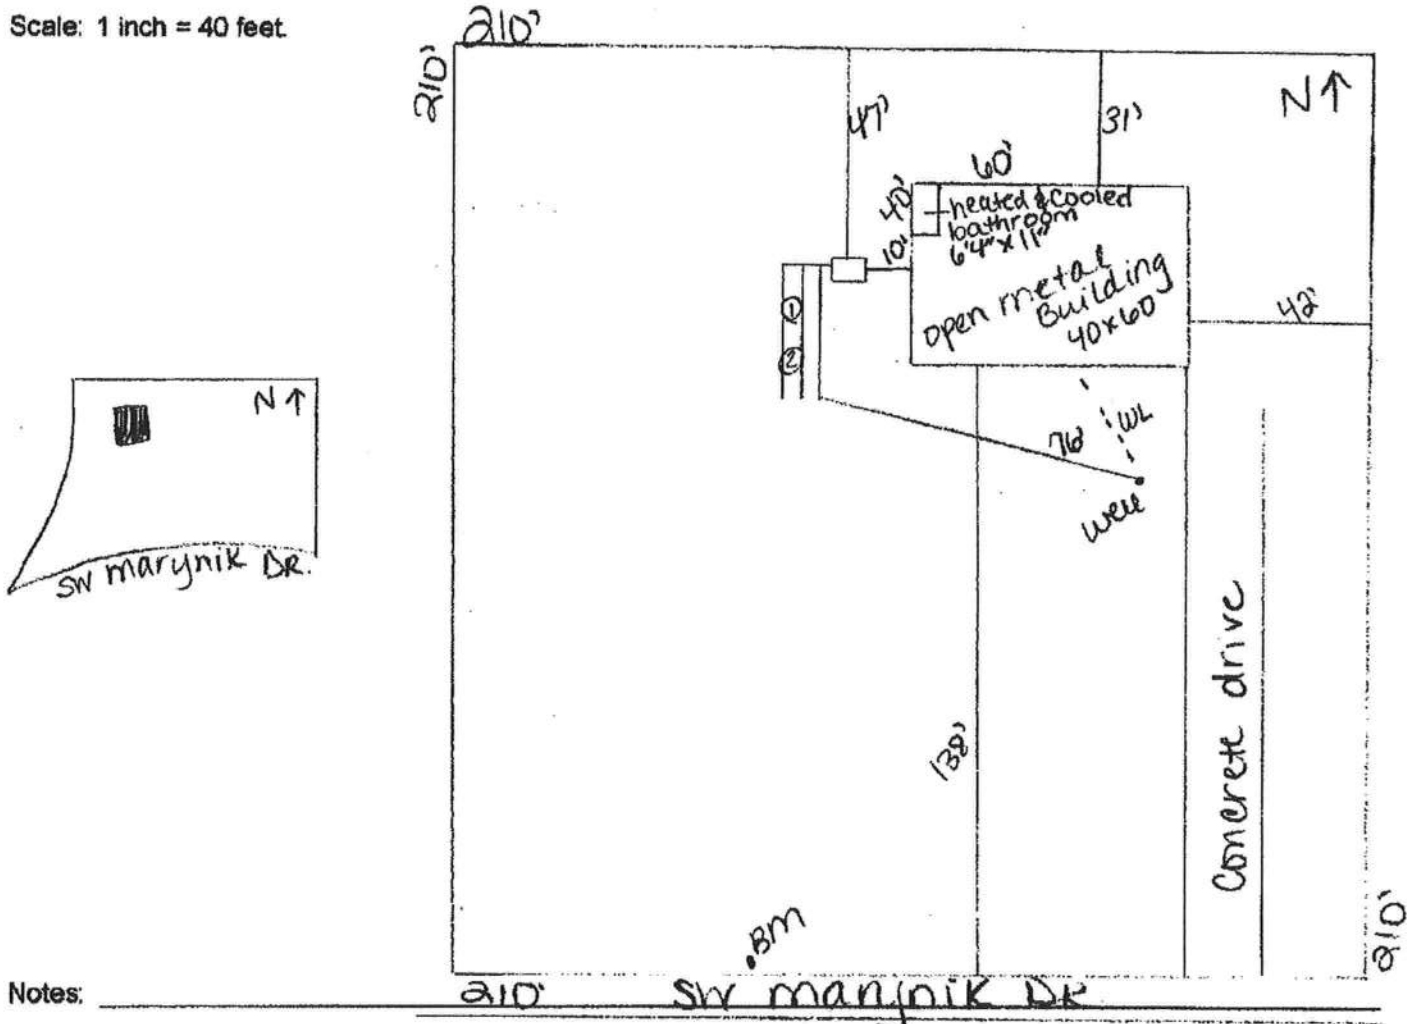 Scale: 1 inch = 40 feet.
210'
210'
N↑
47'
31'
60'
40'
heated & cooled
bathroom
6'4" x 11"
10'
open metal
Building
40x60
42'
①
②
N↑
SW marynik DR.
76'
WL
well
138'
Concrete drive
BM
210'
Notes:
210'
SW marynik DR